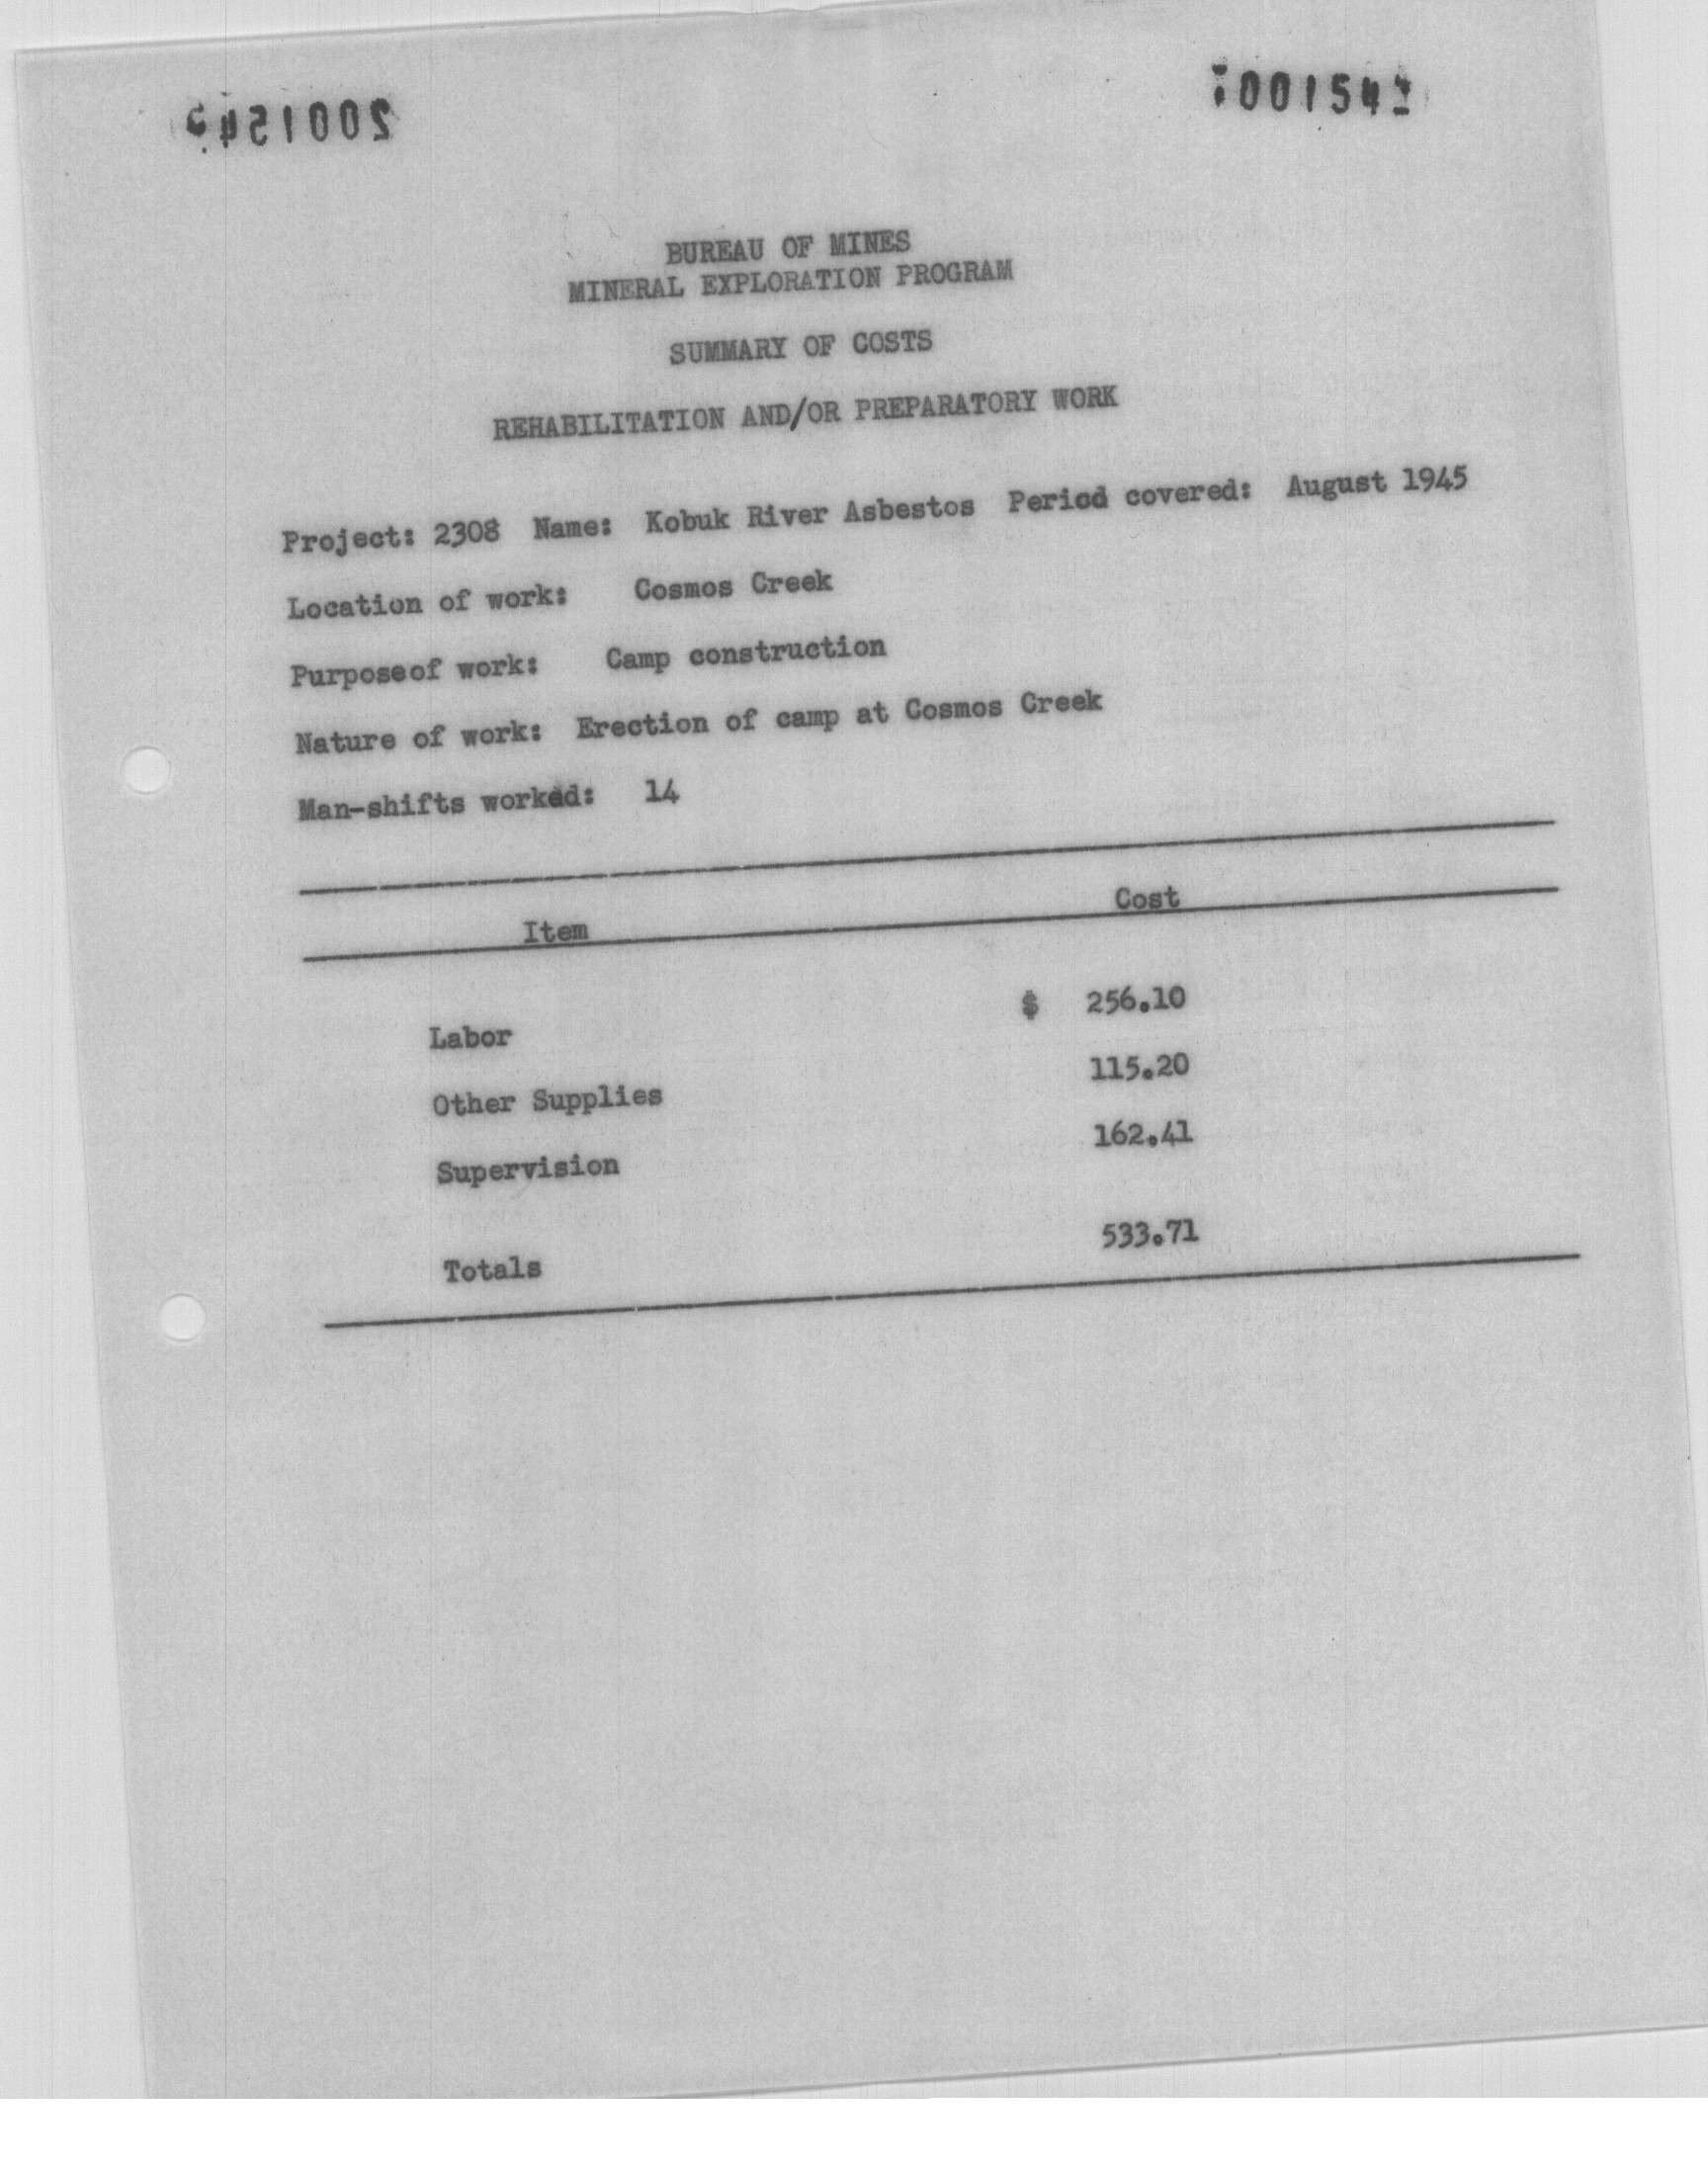 BUREAU OF MINES
MINERAL EXPLORATION PROGRAM
SUMMARY OF COSTS
REHABILITATION AND/OR PREPARATORY WORK
Project: 2308 Name: Kobuk River Asbestos Period covered: August 1945
Location of work: Cosmos Creek
Purposeof work: Camp construction
Nature of work: Erection of camp at Cosmos Creek
Man-shifts worked: 14
Item Cost
Labor $ 256.10
Other Supplies 115.20
Supervision 162.41
Totals 533.71